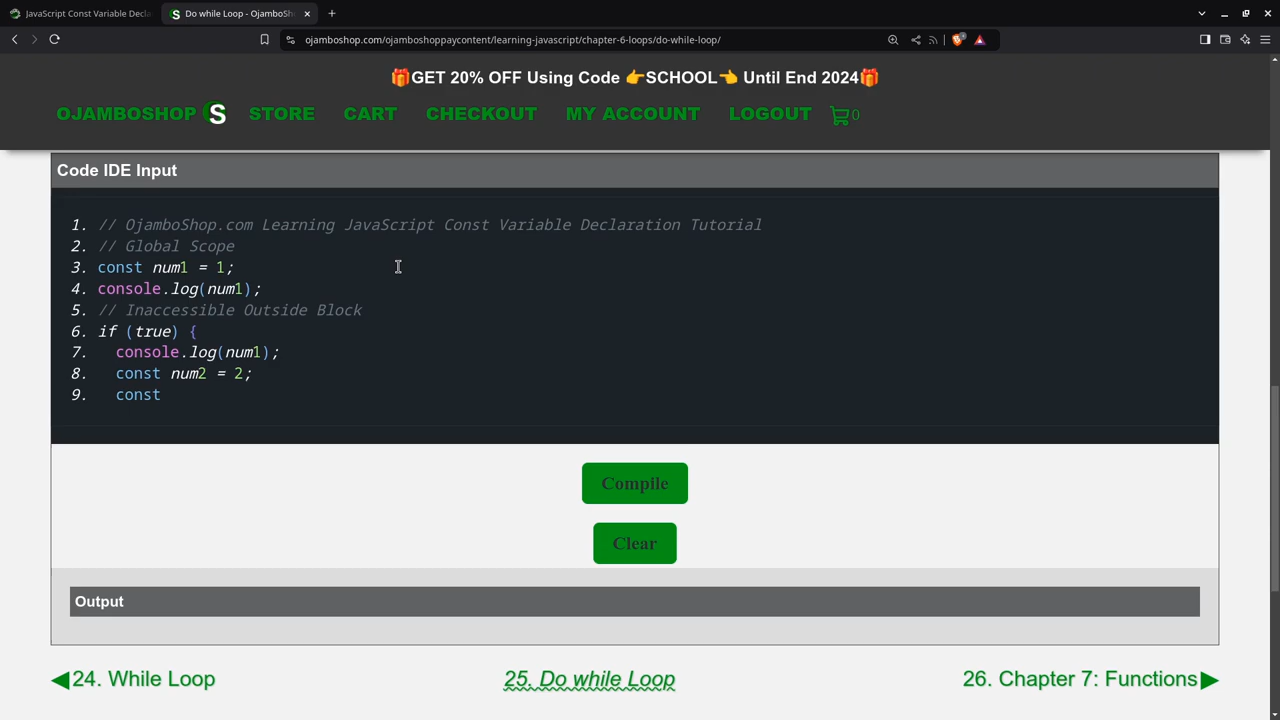 JavaScript Const Variable Decla
Do while Loop - OjamboSh
ojamboshop.com/ojamboshoppaycontent/learning-javascript/chapter-6-loops/do-while-loop/
🎁GET 20% OFF Using Code 👉SCHOOL👈 Until End 2024🎁
OJAMBOSHOP S STORE CART CHECKOUT MY ACCOUNT LOGOUT 0
Code IDE Input
1. // OjamboShop.com Learning JavaScript Const Variable Declaration Tutorial
2. // Global Scope
3. const num1 = 1;
4. console.log(num1);
5. // Inaccessible Outside Block
6. if (true) {
7. console.log(num1);
8. const num2 = 2;
9. const
Compile
Clear
Output
◀24. While Loop
25. Do while Loop
26. Chapter 7: Functions▶